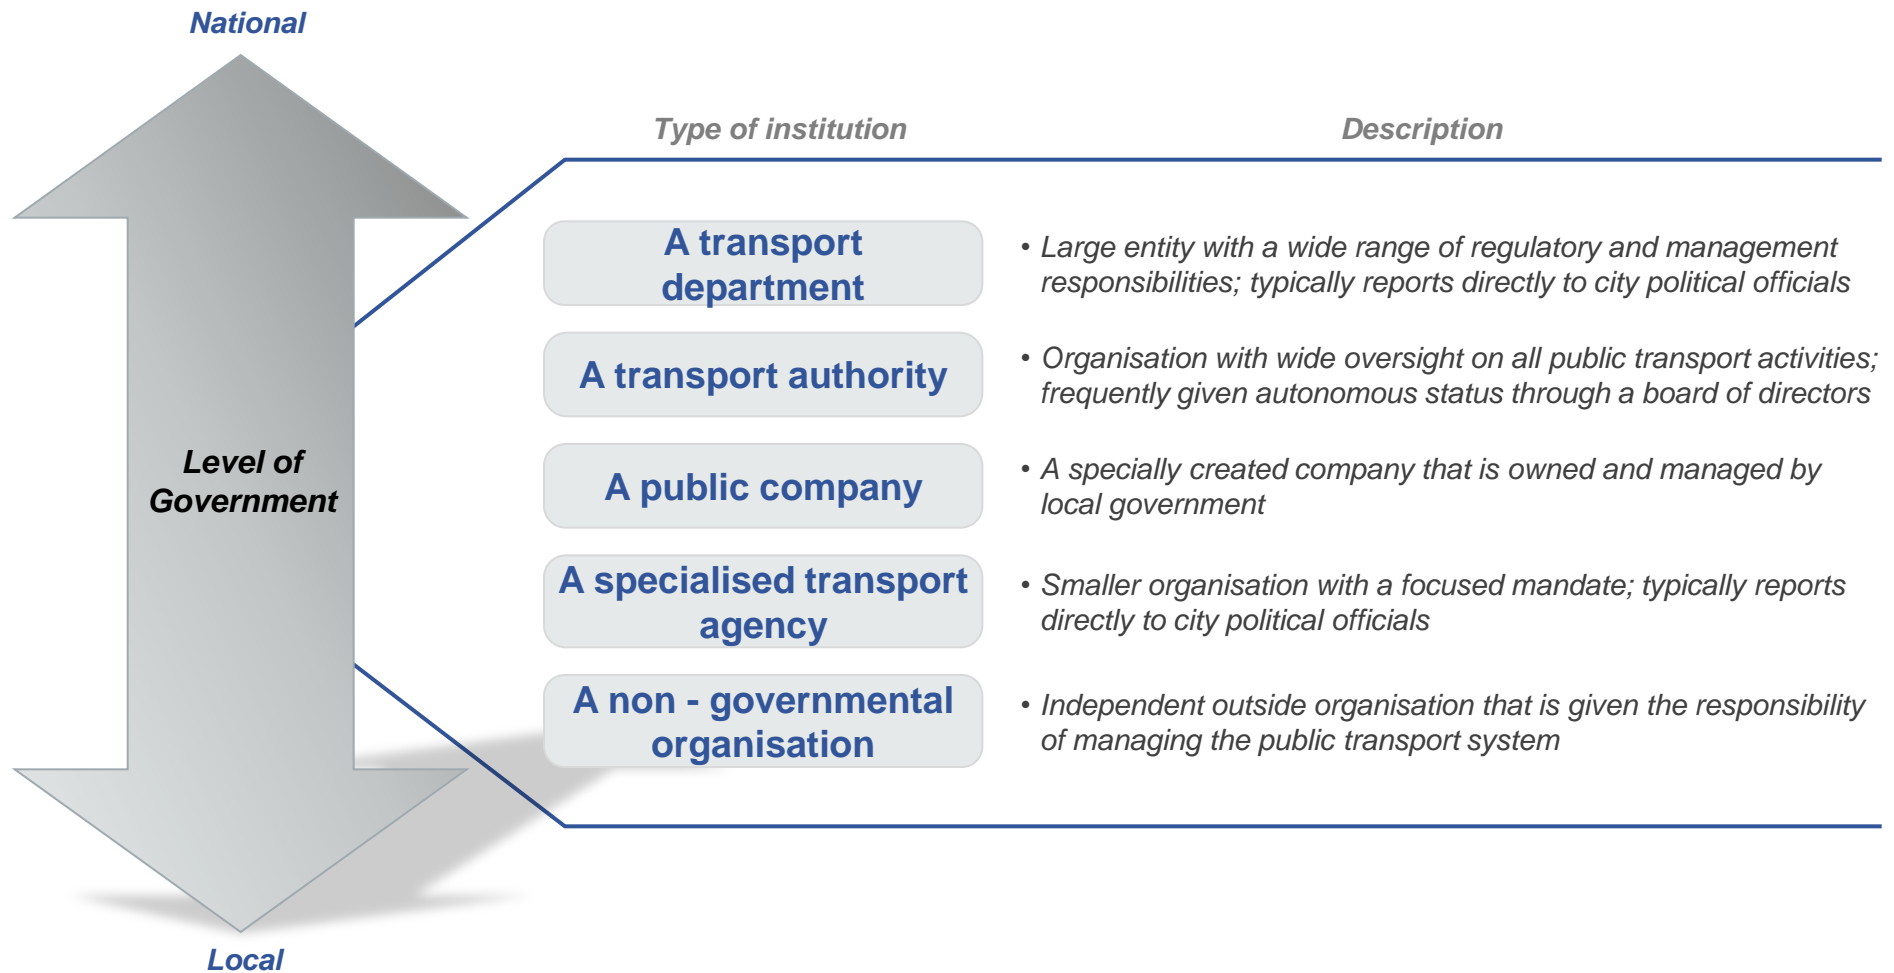 National
Type of institution
Description
Level of
Government
A transport
department
• Large entity with a wide range of regulatory and management
responsibilities; typically reports directly to city political officials
A transport authority
• Organisation with wide oversight on all public transport activities;
frequently given autonomous status through a board of directors
A public company
• A specially created company that is owned and managed by
local government
A specialised transport
agency
• Smaller organisation with a focused mandate; typically reports
directly to city political officials
A non - governmental
organisation
• Independent outside organisation that is given the responsibility
of managing the public transport system
Local